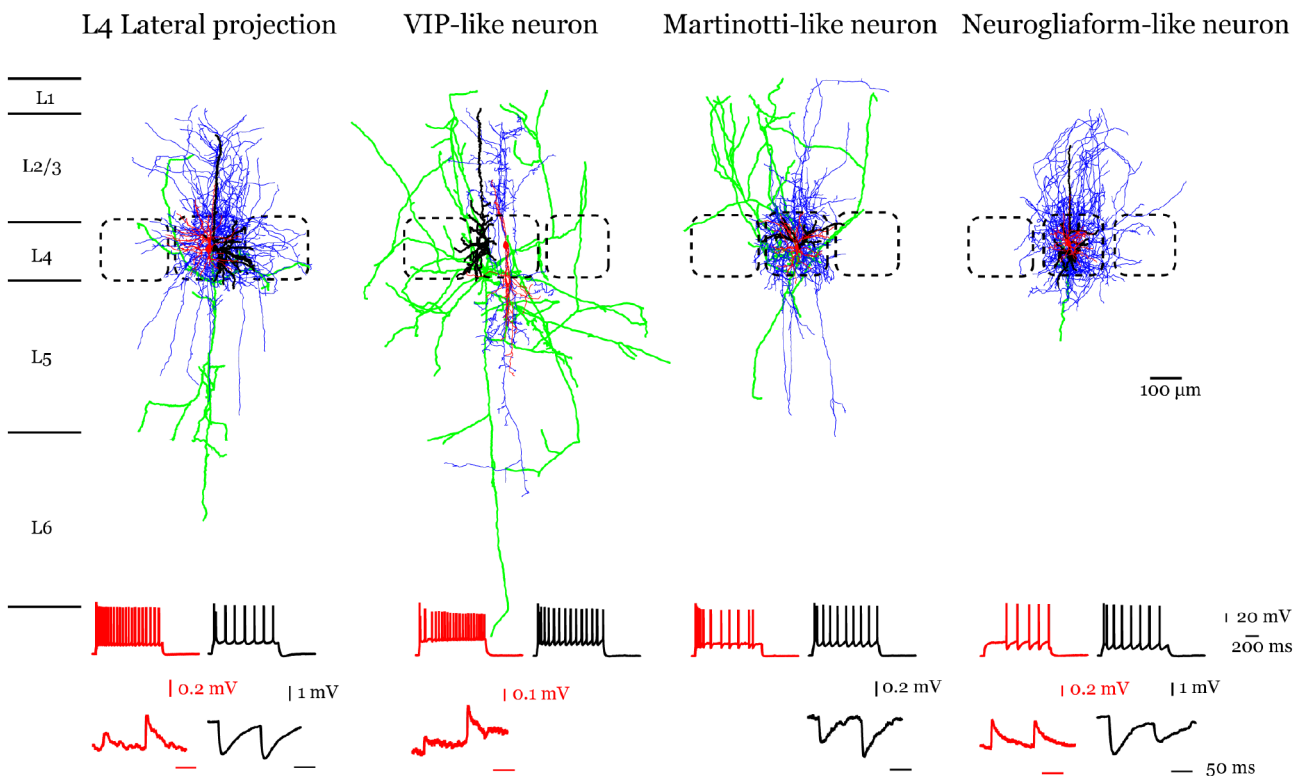 L4 Lateral projection
VIP-like neuron
Martinotti-like neuron
Neurogliaform-like neuron
L1
L2/3
L4
L5
100 µm
L6
20 mV
200 ms
0.2 mV
1 mV
0.1 mV
0.2 mV
0.2 mV
1 mV
50 ms